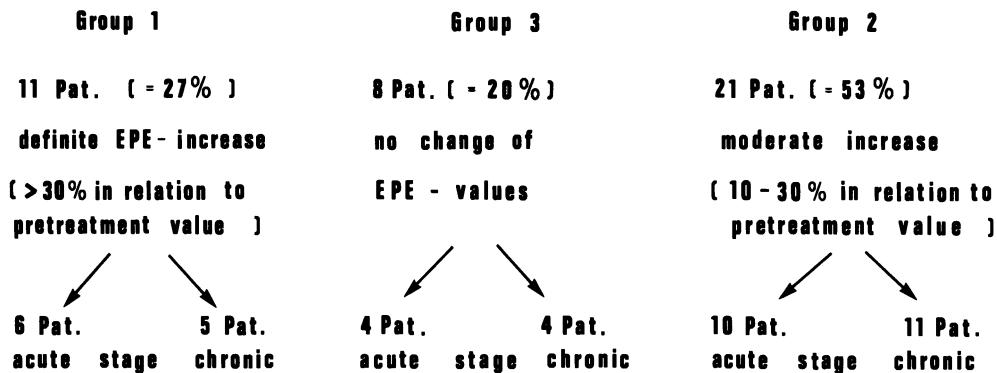 Group 1
11 Pat. ( = 27% )
definite EPE - increase
( >30% in relation to
pretreatment value )
6 Pat. 5 Pat.
acute stage chronic
Group 3
8 Pat. ( = 20% )
no change of
EPE - values
4 Pat. 4 Pat.
acute stage chronic
Group 2
21 Pat. ( = 53% )
moderate increase
( 10 - 30% in relation to
pretreatment value )
10 Pat. 11 Pat.
acute stage chronic